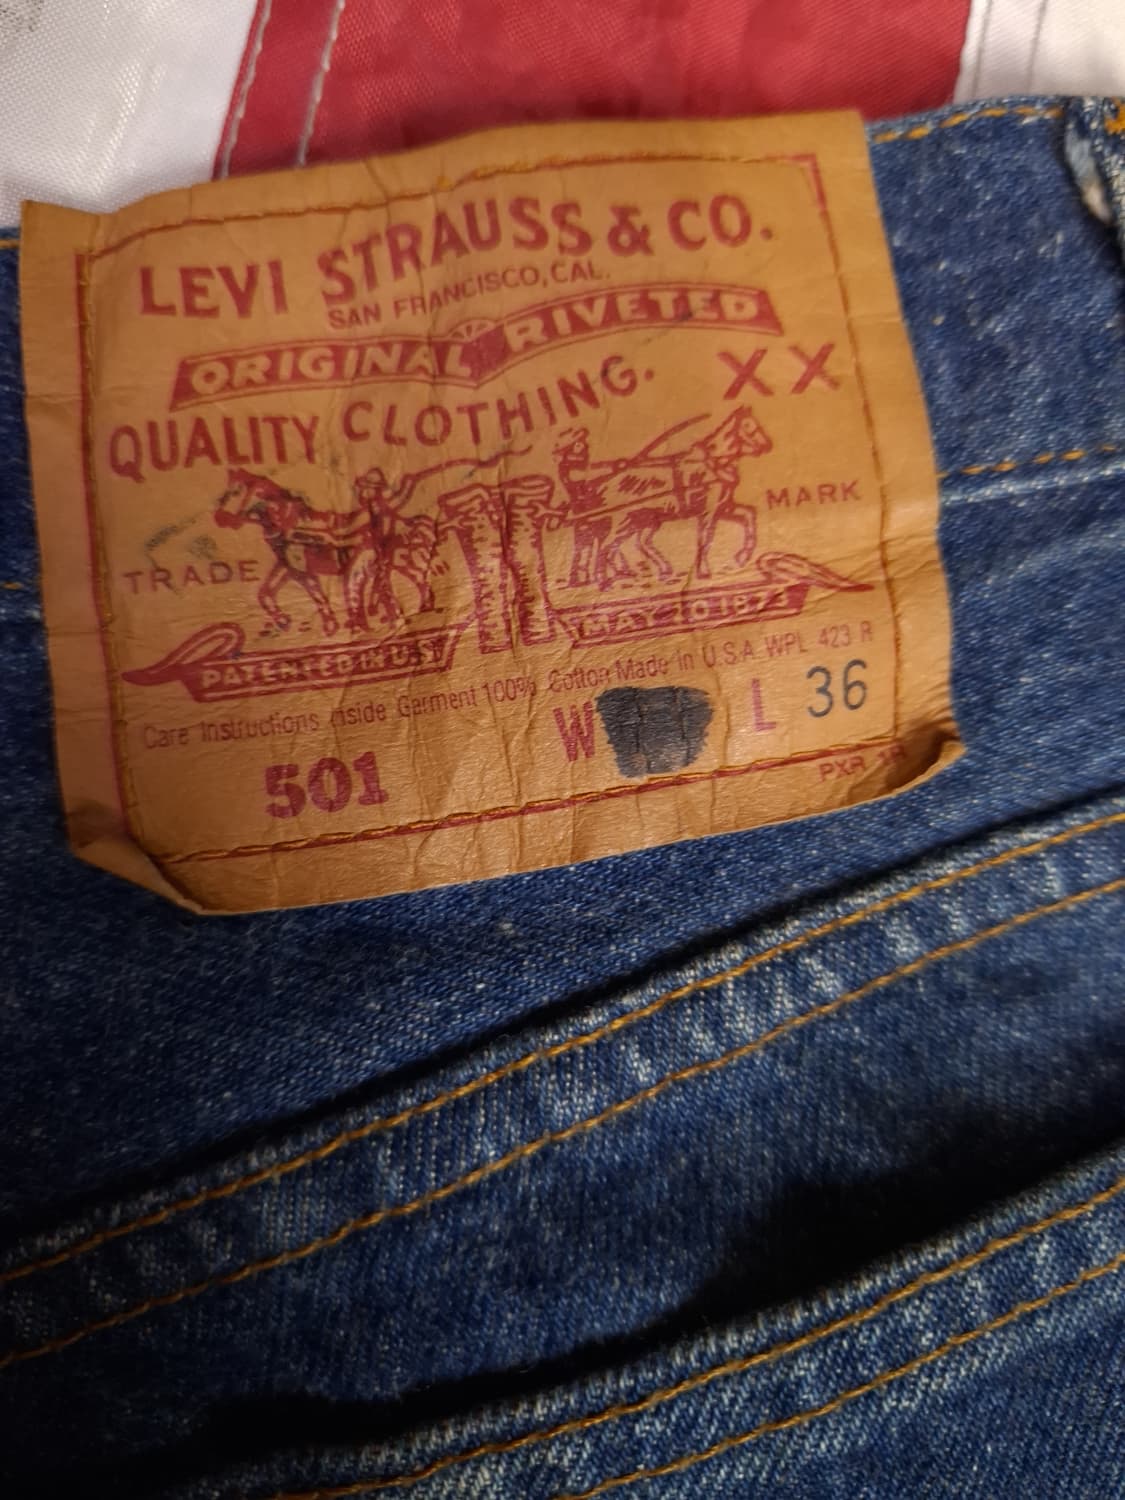 LEVI STRAUSS & CO.
SAN FRANCISCO, CAL.
ORIGINAL RIVETED
QUALITY CLOTHING.
XX
TRADE MARK
PATENTED IN U.S. MAY 20 1873
Care Instructions Inside Garment 100% Cotton Made in U.S.A. WPL 423 R
501 W L 36
PXR